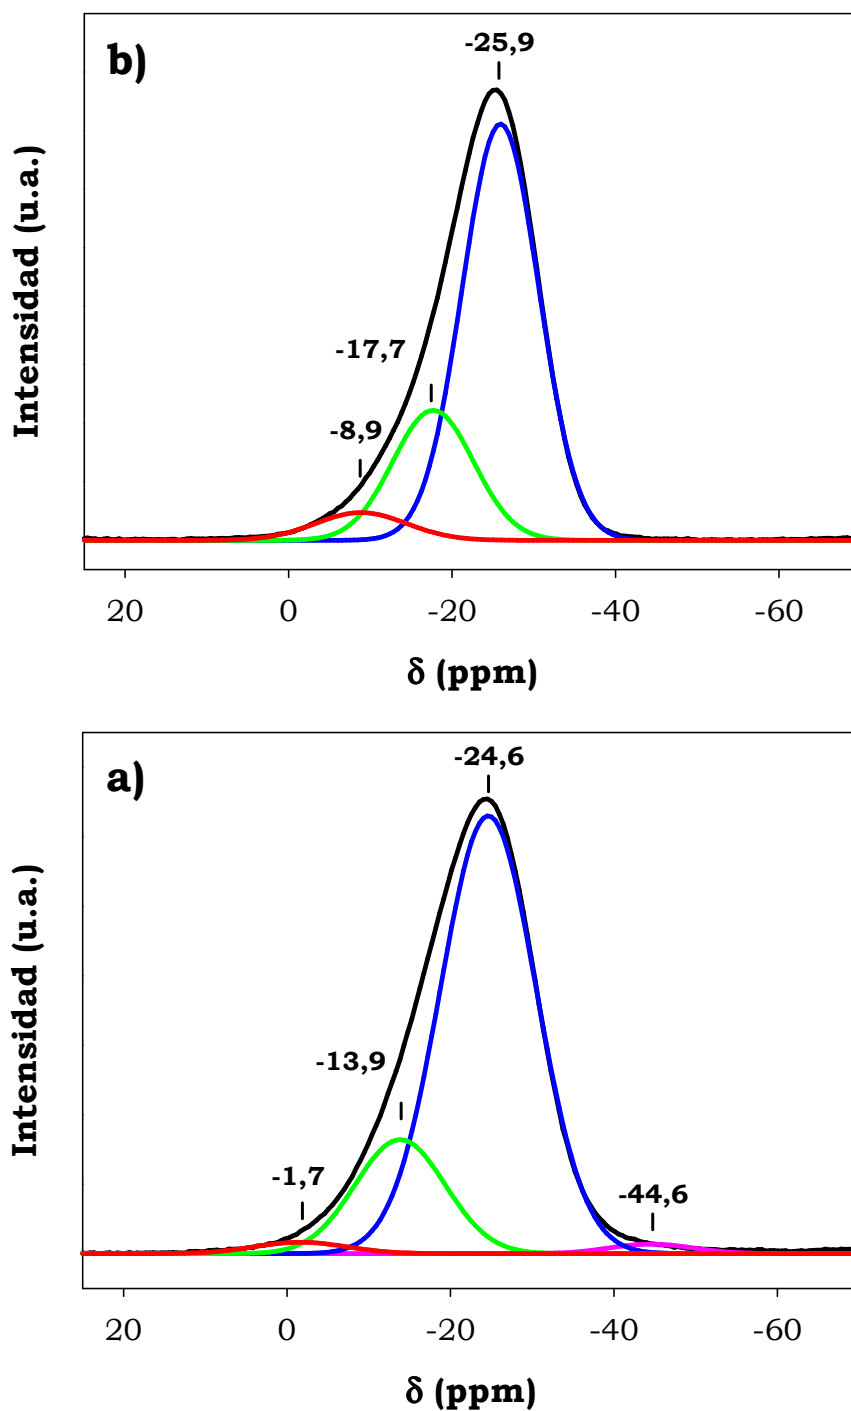 b)
-25,9
-17,7
-8,9
Intensidad (u.a.)
20 0 -20 -40 -60
δ (ppm)
a)
-24,6
-13,9
-1,7
-44,6
Intensidad (u.a.)
20 0 -20 -40 -60
δ (ppm)